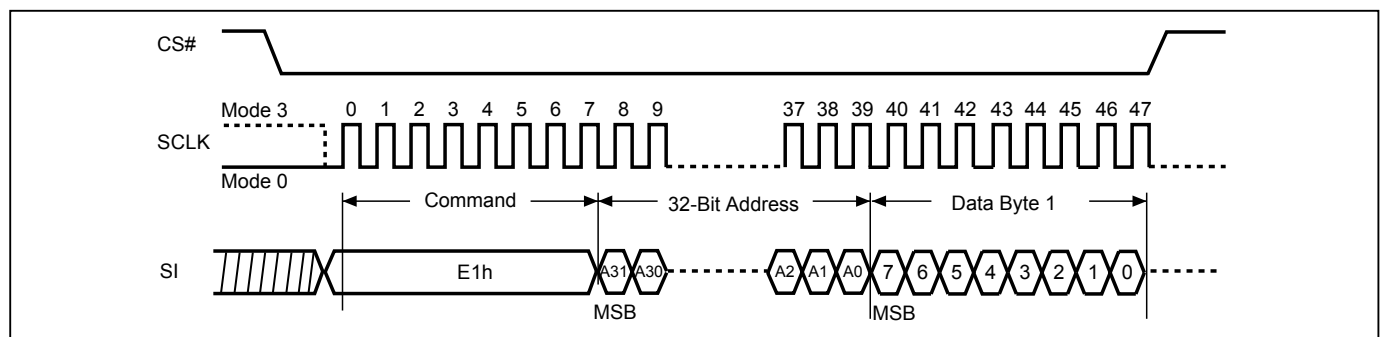 CS#
Mode 3 0 1 2 3 4 5 6 7 8 9 37 38 39 40 41 42 43 44 45 46 47
SCLK
Mode 0
Command 32-Bit Address Data Byte 1
SI E1h A31 A30 A2 A1 A0 7 6 5 4 3 2 1 0
MSB MSB